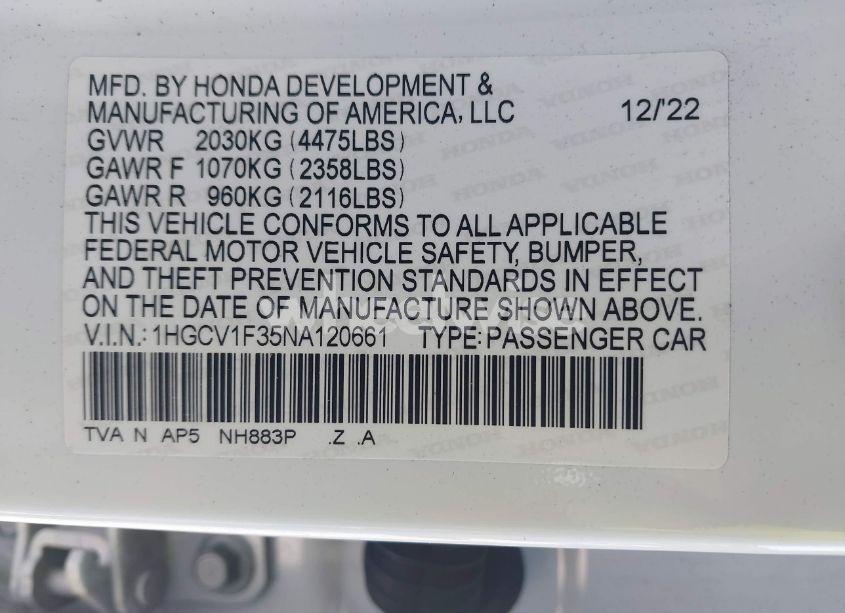 MFD. BY HONDA DEVELOPMENT &
MANUFACTURING OF AMERICA, LLC 12/'22
GVWR 2030KG (4475LBS)
GAWR F 1070KG (2358LBS)
GAWR R 960KG (2116LBS)
THIS VEHICLE CONFORMS TO ALL APPLICABLE
FEDERAL MOTOR VEHICLE SAFETY, BUMPER,
AND THEFT PREVENTION STANDARDS IN EFFECT
ON THE DATE OF MANUFACTURE SHOWN ABOVE.
V.I.N.: 1HGCV1F35NA120661 TYPE: PASSENGER CAR
TVA N AP5 NH883P .Z .A